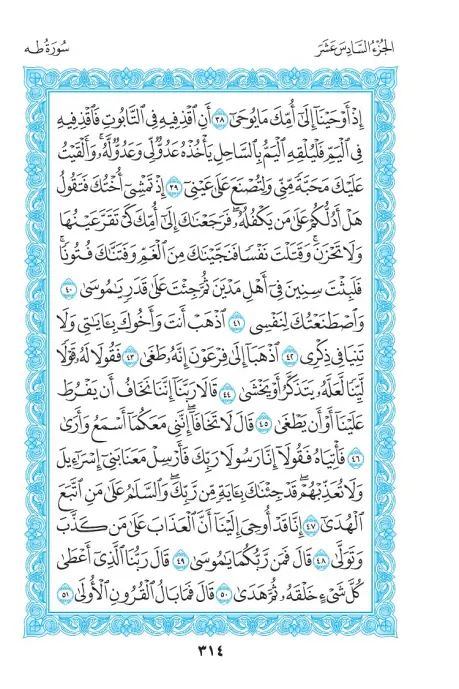 سُورَةُ طه
الجُزْءُ السَّادِسَ عَشَرَ
إِذْ أَوْحَيْنَآ إِلَىٰٓ أُمِّكَ مَا يُوحَىٰٓ ٣٨ أَنِ ٱقْذِفِيهِ فِى ٱلتَّابُوتِ فَٱقْذِفِيهِ
فِى ٱلْيَمِّ فَلْيُلْقِهِ ٱلْيَمُّ بِٱلسَّاحِلِ يَأْخُذْهُ عَدُوٌّ لِّى وَعَدُوٌّ لَّهُۥ ۚ وَأَلْقَيْتُ
عَلَيْكَ مَحَبَّةً مِّنِّى وَلِتُصْنَعَ عَلَىٰ عَيْنِىٓ ٣٩ إِذْ تَمْشِىٓ أُخْتُكَ فَتَقُولُ
هَلْ أَدُلُّكُمْ عَلَىٰ مَن يَكْفُلُهُۥ ۖ فَرَجَعْنَٰكَ إِلَىٰٓ أُمِّكَ كَىْ تَقَرَّ عَيْنُهَا
وَلَا تَحْزَنَ ۚ وَقَتَلْتَ نَفْسًا فَنَجَّيْنَٰكَ مِنَ ٱلْغَمِّ وَفَتَنَّٰكَ فُتُونًا ۚ
فَلَبِثْتَ سِنِينَ فِىٓ أَهْلِ مَدْيَنَ ثُمَّ جِئْتَ عَلَىٰ قَدَرٍ يَٰمُوسَىٰ ٤٠
وَٱصْطَنَعْتُكَ لِنَفْسِى ٤١ ٱذْهَبْ أَنتَ وَأَخُوكَ بِـَٔايَٰتِى وَلَا
تَنِيَا فِى ذِكْرِى ٤٢ ٱذْهَبَآ إِلَىٰ فِرْعَوْنَ إِنَّهُۥ طَغَىٰ ٤٣ فَقُولَا لَهُۥ قَوْلًا
لَّيِّنًا لَّعَلَّهُۥ يَتَذَكَّرُ أَوْ يَخْشَىٰ ٤٤ قَالَا رَبَّنَآ إِنَّنَا نَخَافُ أَن يَفْرُطَ
عَلَيْنَآ أَوْ أَن يَطْغَىٰ ٤٥ قَالَ لَا تَخَافَآ ۖ إِنَّنِى مَعَكُمَآ أَسْمَعُ وَأَرَىٰ
٤٦ فَأْتِيَاهُ فَقُولَآ إِنَّا رَسُولَا رَبِّكَ فَأَرْسِلْ مَعَنَا بَنِىٓ إِسْرَٰٓءِيلَ
وَلَا تُعَذِّبْهُمْ ۖ قَدْ جِئْنَٰكَ بِـَٔايَةٍ مِّن رَّبِّكَ ۖ وَٱلسَّلَٰمُ عَلَىٰ مَنِ ٱتَّبَعَ
ٱلْهُدَىٰٓ ٤٧ إِنَّا قَدْ أُوحِىَ إِلَيْنَآ أَنَّ ٱلْعَذَابَ عَلَىٰ مَن كَذَّبَ
وَتَوَلَّىٰ ٤٨ قَالَ فَمَن رَّبُّكُمَا يَٰمُوسَىٰ ٤٩ قَالَ رَبُّنَا ٱلَّذِىٓ أَعْطَىٰ
كُلَّ شَىْءٍ خَلْقَهُۥ ثُمَّ هَدَىٰ ٥٠ قَالَ فَمَا بَالُ ٱلْقُرُونِ ٱلْأُولَىٰ ٥١
٣١٤